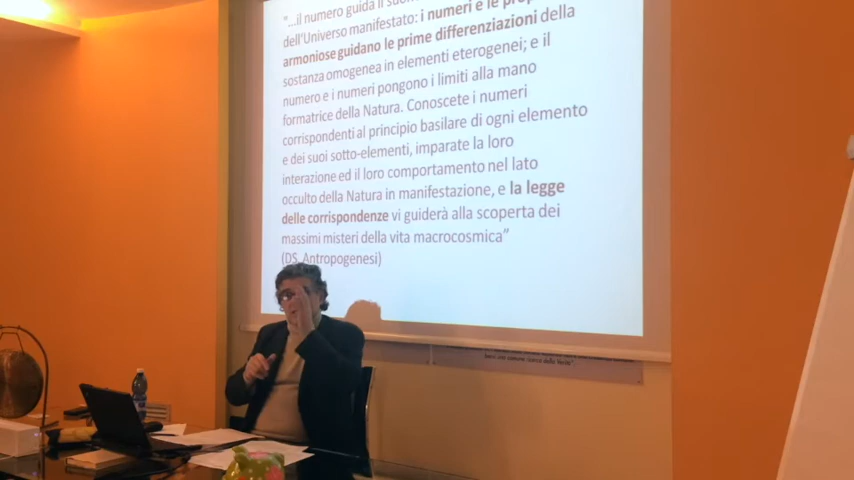 "...il numero guida il suon
dell'Universo manifestato: i numeri e le prop
armoniose guidano le prime differenziazioni della
sostanza omogenea in elementi eterogenei; e il
numero e i numeri pongono i limiti alla mano
formatrice della Natura. Conoscete i numeri
corrispondenti al principio basilare di ogni elemento
e dei suoi sotto-elementi, imparate la loro
interazione ed il loro comportamento nel lato
occulto della Natura in manifestazione, e la legge
delle corrispondenze vi guiderà alla scoperta dei
massimi misteri della vita macrocosmica"
(DS, Antropogenesi)